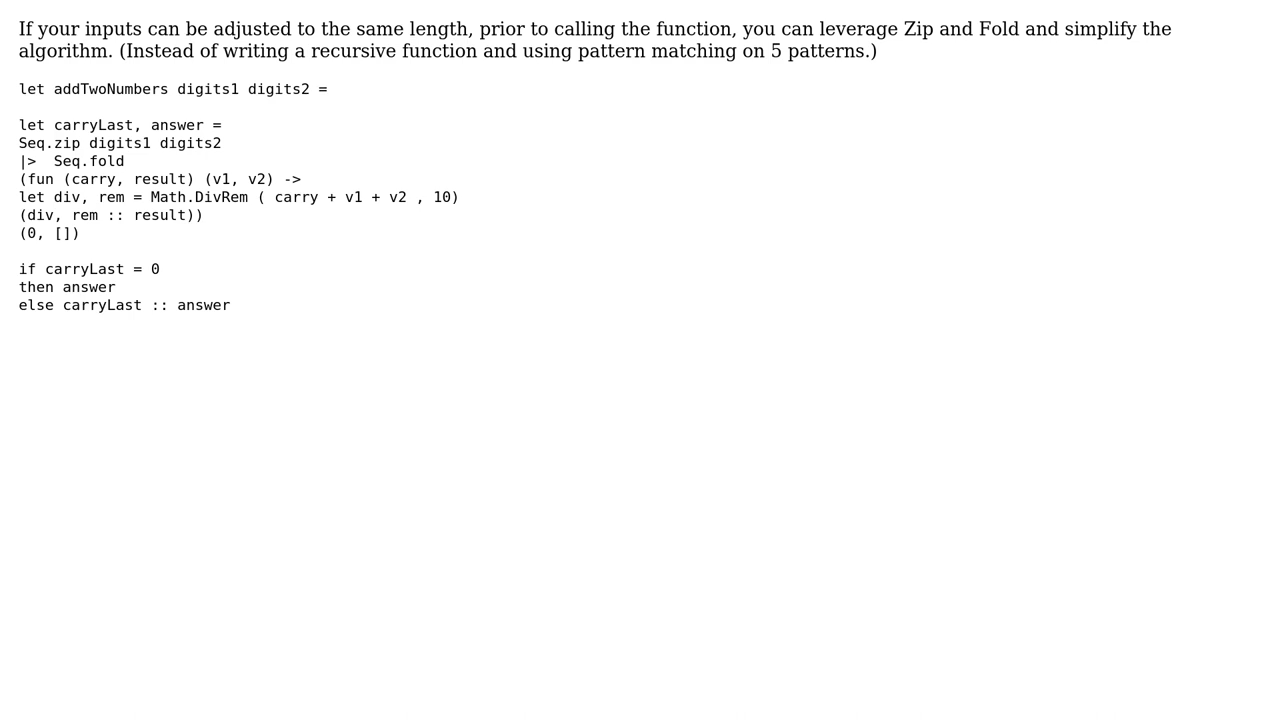 If your inputs can be adjusted to the same length, prior to calling the function, you can leverage Zip and Fold and simplify the
algorithm. (Instead of writing a recursive function and using pattern matching on 5 patterns.)
let addTwoNumbers digits1 digits2 =
let carryLast, answer =
Seq.zip digits1 digits2
|>  Seq.fold
(fun (carry, result) (v1, v2) ->
let div, rem = Math.DivRem ( carry + v1 + v2 , 10)
(div, rem :: result))
(0, [])
if carryLast = 0
then answer
else carryLast :: answer